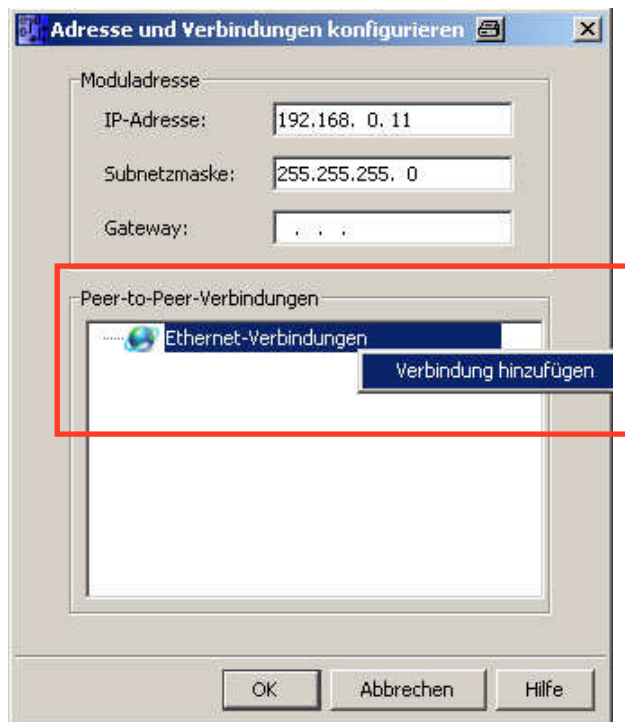 Adresse und Verbindungen konfigurieren
Moduladresse
IP-Adresse: 192.168. 0. 11
Subnetzmaske: 255.255.255. 0
Gateway: . . .
Peer-to-Peer-Verbindungen
Ethernet-Verbindungen
Verbindung hinzufügen
OK Abbrechen Hilfe